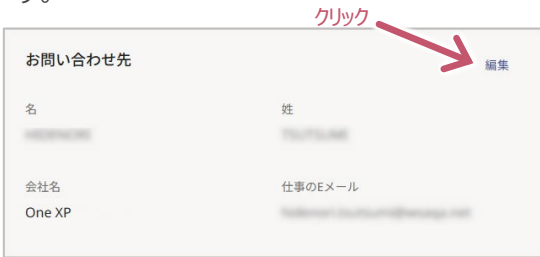 す。
クリック
お問い合わせ先
編集
名 姓
会社名 仕事のEメール
One XP